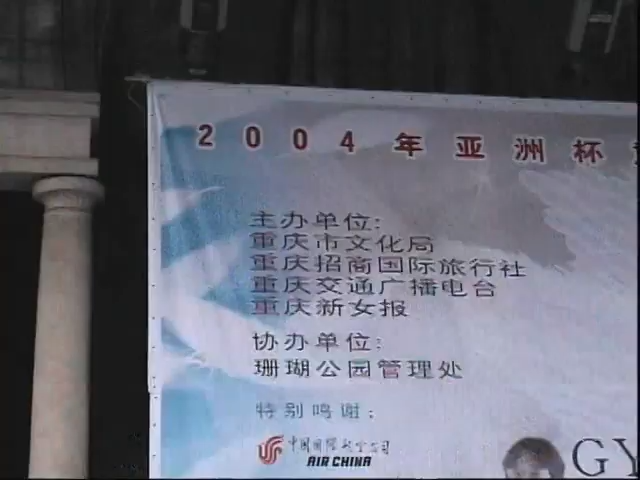 2004年亚洲杯
主办单位:
重庆市文化局
重庆招商国际旅行社
重庆交通广播电台
重庆新女报
协办单位:
珊瑚公园管理处
特别鸣谢:
中国国际航空公司
AIR CHINA
GY